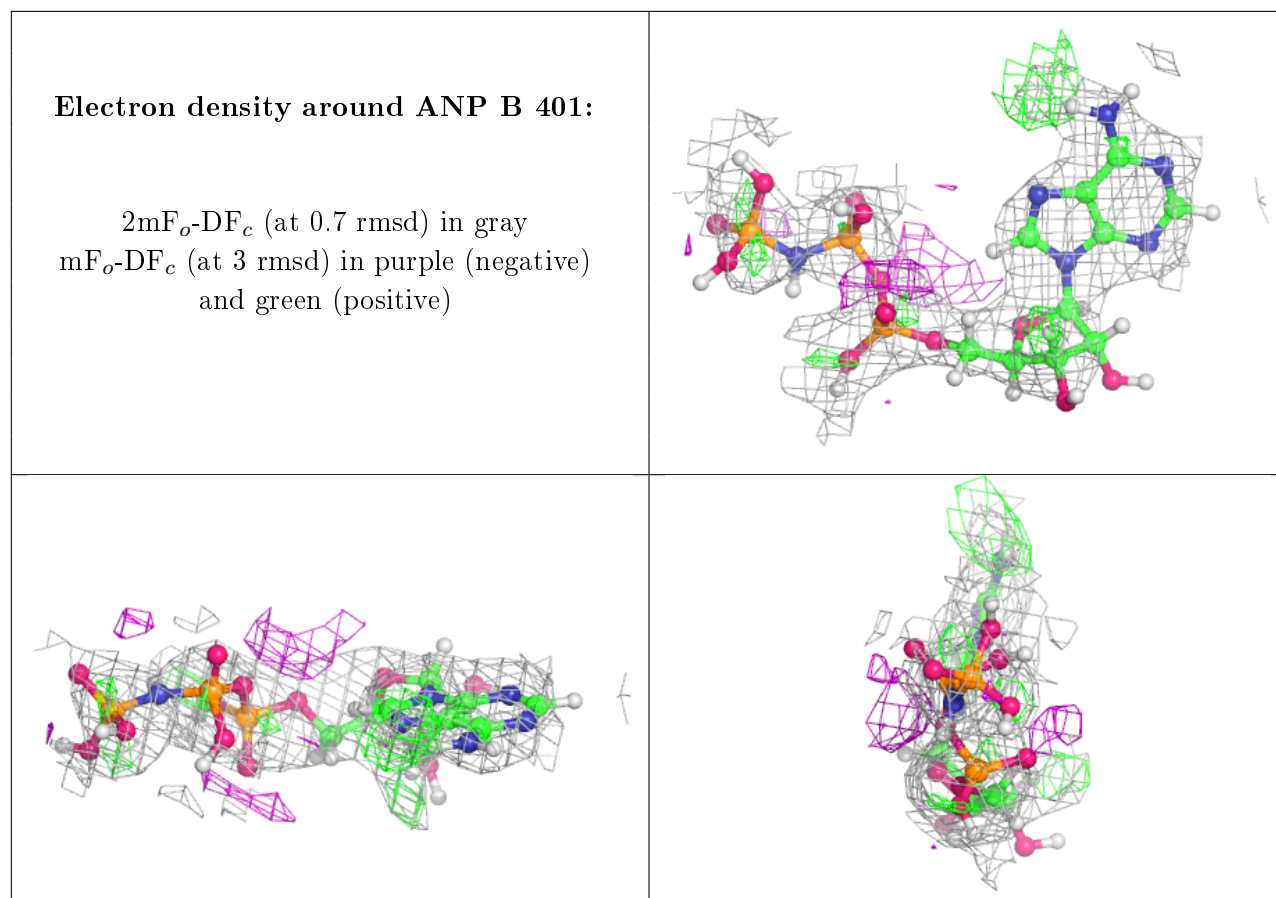 Electron density around ANP B 401:
2mFₒ-DF𝒸 (at 0.7 rmsd) in gray
mFₒ-DF𝒸 (at 3 rmsd) in purple (negative)
and green (positive)